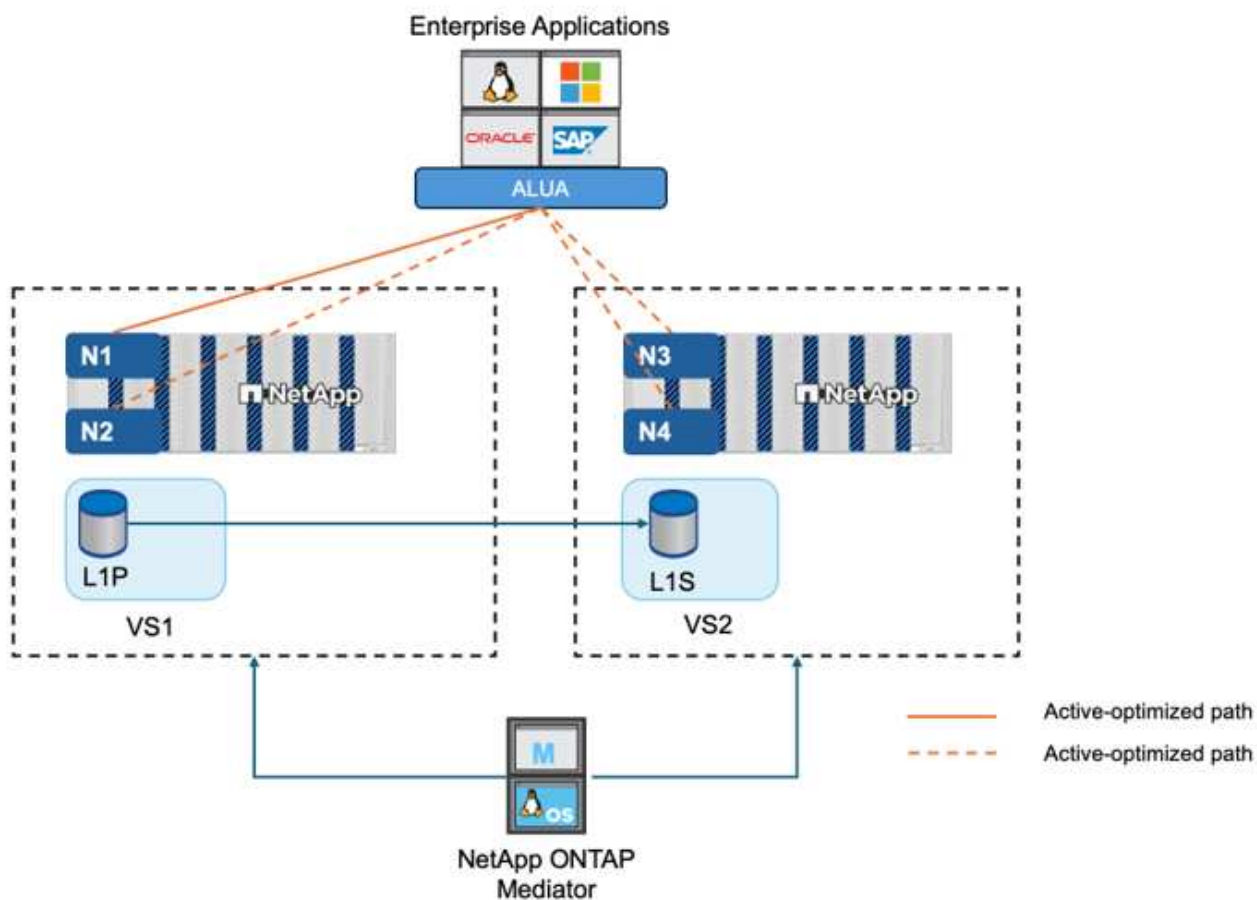 Enterprise Applications
ORACLE
SAP
ALUA
N1
NetApp
N2
N3
NetApp
N4
L1P
VS1
L1S
VS2
Active-optimized path
Active-optimized path
M
OS
NetApp ONTAP
Mediator